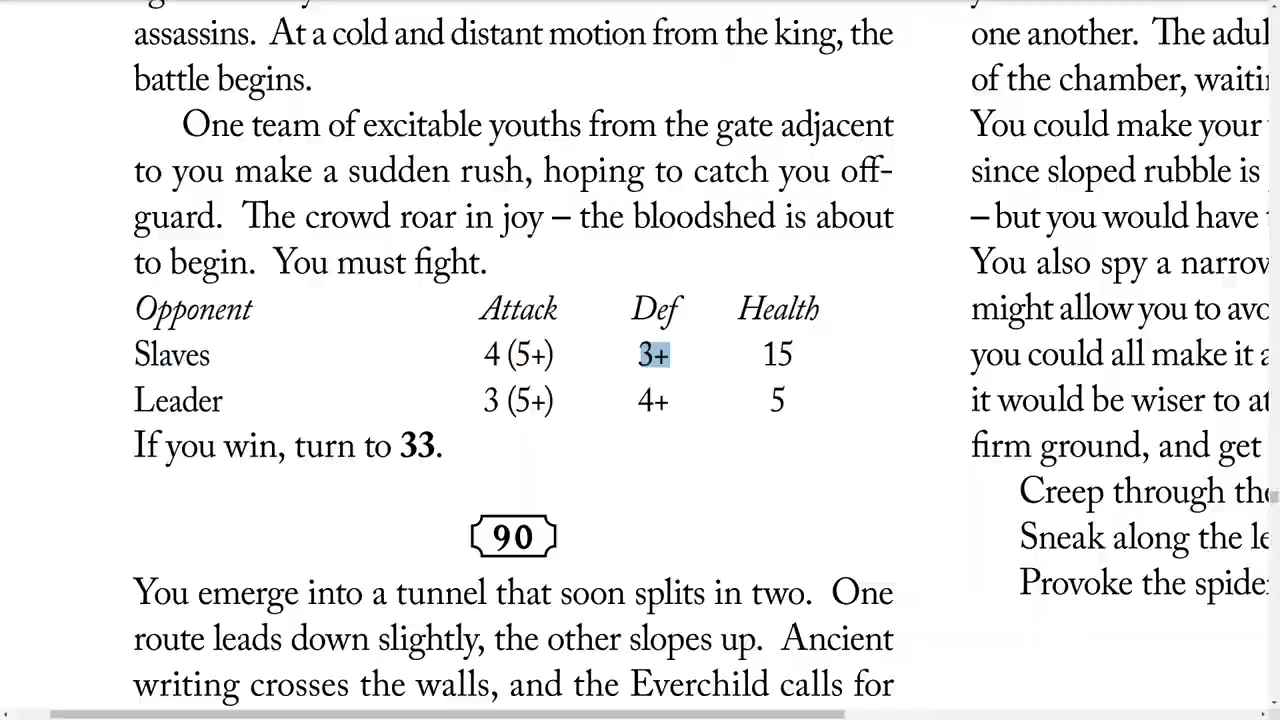 assassins. At a cold and distant motion from the king, the
battle begins.
One team of excitable youths from the gate adjacent
to you make a sudden rush, hoping to catch you off-
guard. The crowd roar in joy – the bloodshed is about
to begin. You must fight.
Opponent Attack Def Health
Slaves 4 (5+) 3+ 15
Leader 3 (5+) 4+ 5
If you win, turn to 33.
90
You emerge into a tunnel that soon splits in two. One
route leads down slightly, the other slopes up. Ancient
writing crosses the walls, and the Everchild calls for
one another. The
of the chamber,
You could make your
since sloped rubble is
– but you would have
You also spy a
might allow you to
you could all make it
it would be wiser to
firm ground, and get
Creep through
Sneak along the
Provoke the